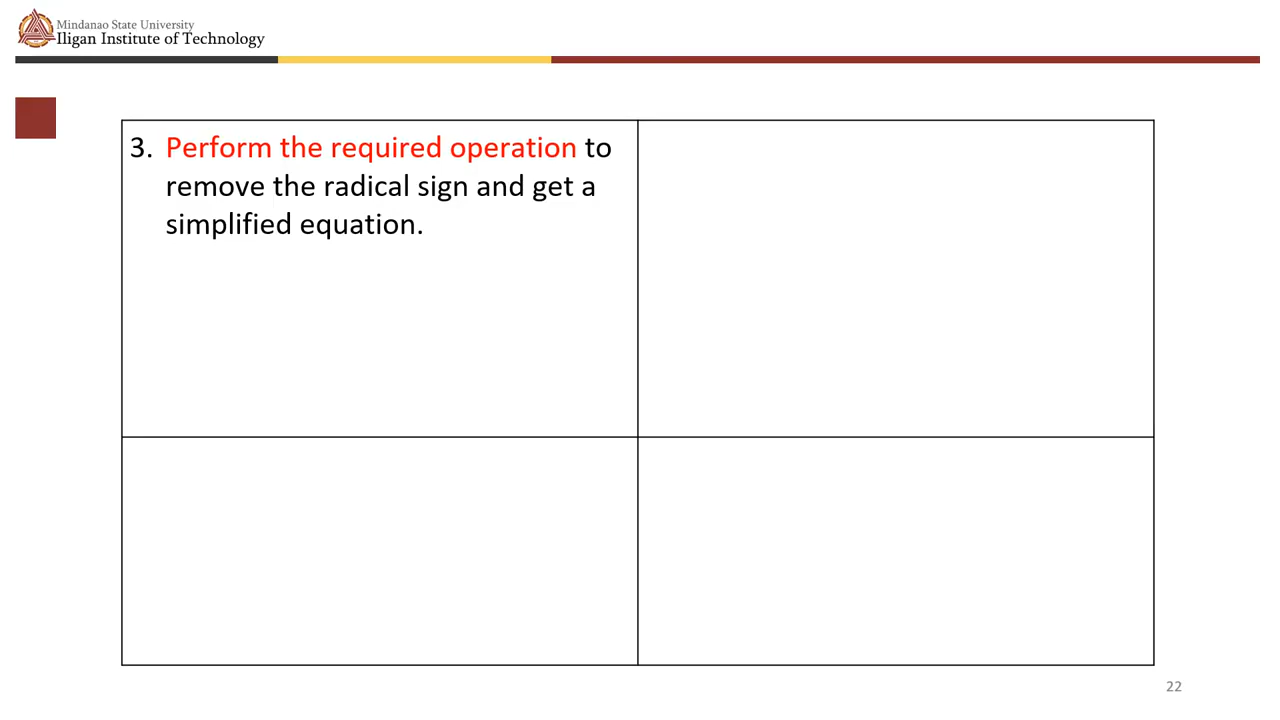 Mindanao State University
Iligan Institute of Technology
3. Perform the required operation to
remove the radical sign and get a
simplified equation.
22